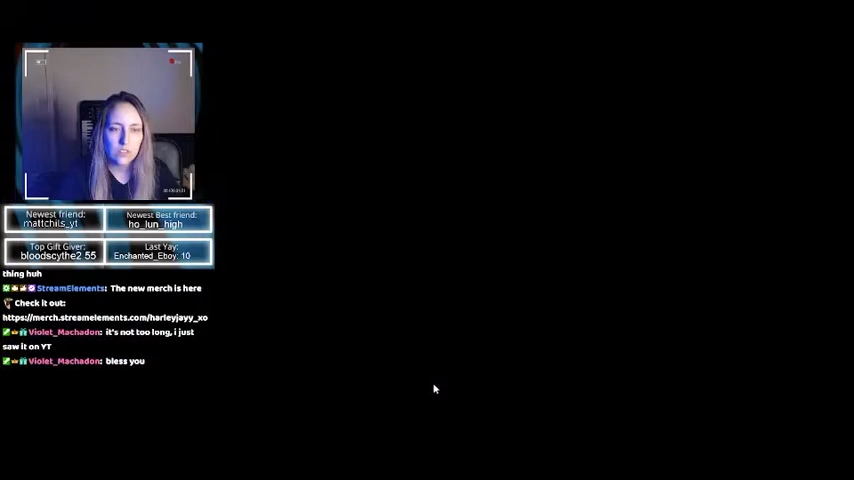 Newest friend:
mattchils_yt
Newest Best friend:
ho_lun_high
Top Gift Giver:
bloodscythe2 55
Last Yay:
Enchanted_Eboy: 10
thing huh
StreamElements: The new merch is here
Check it out:
https://merch.streamelements.com/harleyjayy_xo
Violet_Machadon: it's not too long, i just
saw it on YT
Violet_Machadon: bless you